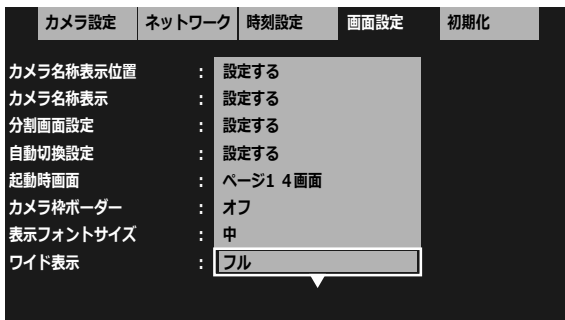 カメラ設定 ネットワーク 時刻設定 画面設定 初期化
カメラ名称表示位置 : 設定する
カメラ名称表示 : 設定する
分割画面設定 : 設定する
自動切換設定 : 設定する
起動時画面 : ページ1 4画面
カメラ枠ボーダー : オフ
表示フォントサイズ : 中
ワイド表示 : フル